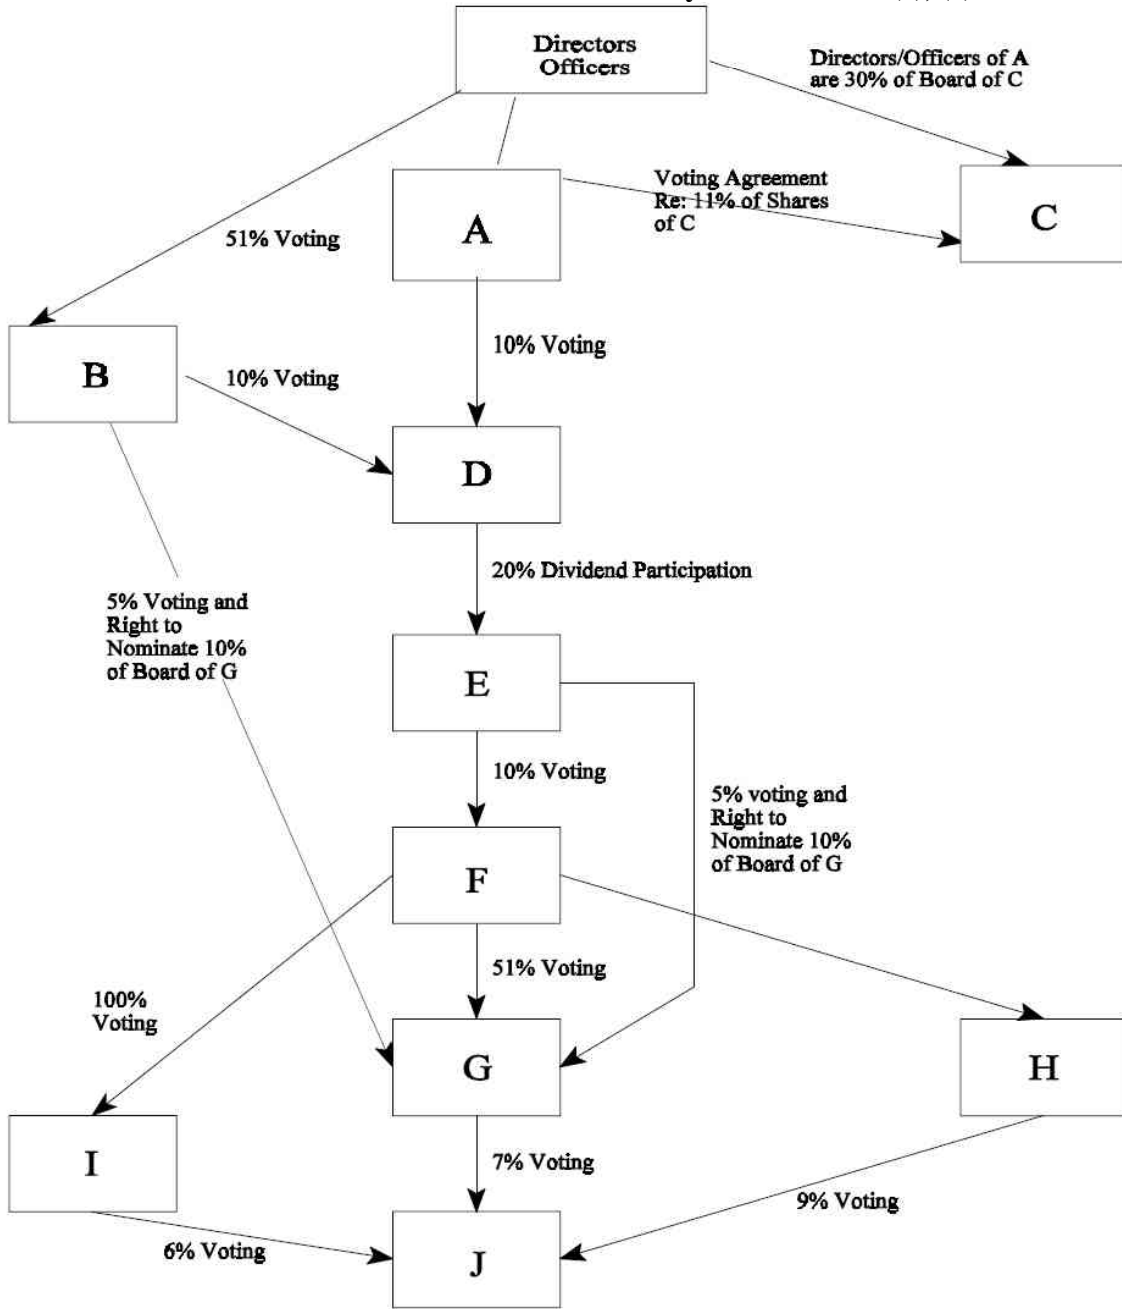 Directors
Officers
Directors/Officers of A
are 30% of Board of C
Voting Agreement
Re: 11% of Shares
of C
A
C
51% Voting
10% Voting
B
10% Voting
D
20% Dividend Participation
5% Voting and
Right to
Nominate 10%
of Board of G
E
10% Voting
5% voting and
Right to
Nominate 10%
of Board of G
F
51% Voting
100%
Voting
G
H
I
7% Voting
9% Voting
6% Voting
J